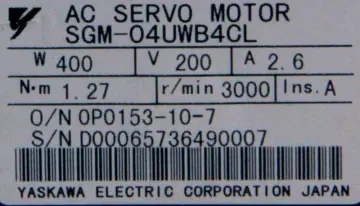 AC SERVO MOTOR
SGM-04UWB4CL
W 400 V 200 A 2.6
N·m 1.27 r/min 3000 Ins. A
O/N 0P0153-10-7
S/N D00065736490007
YASKAWA ELECTRIC CORPORATION JAPAN